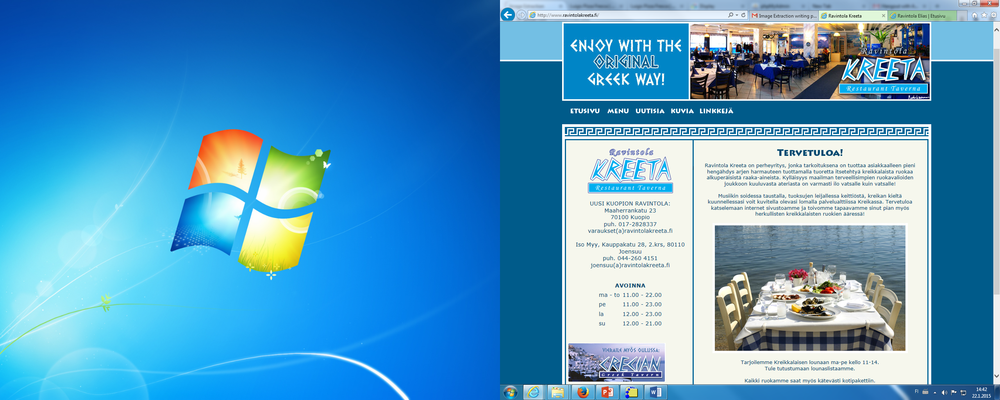 http://www.ravintolakreeta.fi/
Image Extraction writing p...
Ravintola Kreeta
Ravintola Elias | Etusivu
ENJOY WITH THE
ORIGINAL
GREEK WAY!
Ravintola
KREETA
Restaurant Taverna
ETUSIVU MENU UUTISIA KUVIA LINKKEJÄ
Ravintola
KREETA
Restaurant Taverna
UUSI KUOPION RAVINTOLA:
Maaherrankatu 23
70100 Kuopio
puh. 017-2828337
varaukset(a)ravintolakreeta.fi
Iso Myy, Kauppakatu 28, 2.krs, 80110
Joensuu
puh. 044-260 4151
joensuu(a)ravintolakreeta.fi
AVOINNA
ma - to 11.00 - 22.00
pe 11.00 - 23.00
la 12.00 - 23.00
su 12.00 - 21.00
VIERAILE MYÖS OULUSSA:
GRECIAN
Greek Tavern
TERVETULOA!
Ravintola Kreeta on perheyritys, jonka tarkoituksena on tuottaa asiakkaalleen pieni
hengähdys arjen harmauteen tuottamalla tuoretta itsetehtyä kreikkalaista ruokaa
alkuperäisistä raaka-aineista. Kylläisyys maailman terveellisimpien ruokavalioiden
joukkoon kuuluvasta ateriasta on varmasti ilo vatsalle kuin vatsalle!
Musiikin soidessa taustalla, tuoksujen leijallessa keittiöstä, kreikan kieltä
kuunnellessasi voit kuvitella olevasi lomalla palvelualttiissa Kreikassa. Tervetuloa
katselemaan internet sivustoamme ja toivomme tapaavamme sinut pian myös
herkullisten kreikkalaisten ruokien ääressä!
Tarjoilemme Kreikkalaisen lounaan ma-pe kello 11-14.
Tule tutustumaan lounaslistaamme.
Kaikki ruokamme saat myös kätevästi kotipakettiin.
FI
14:42
22.1.2015